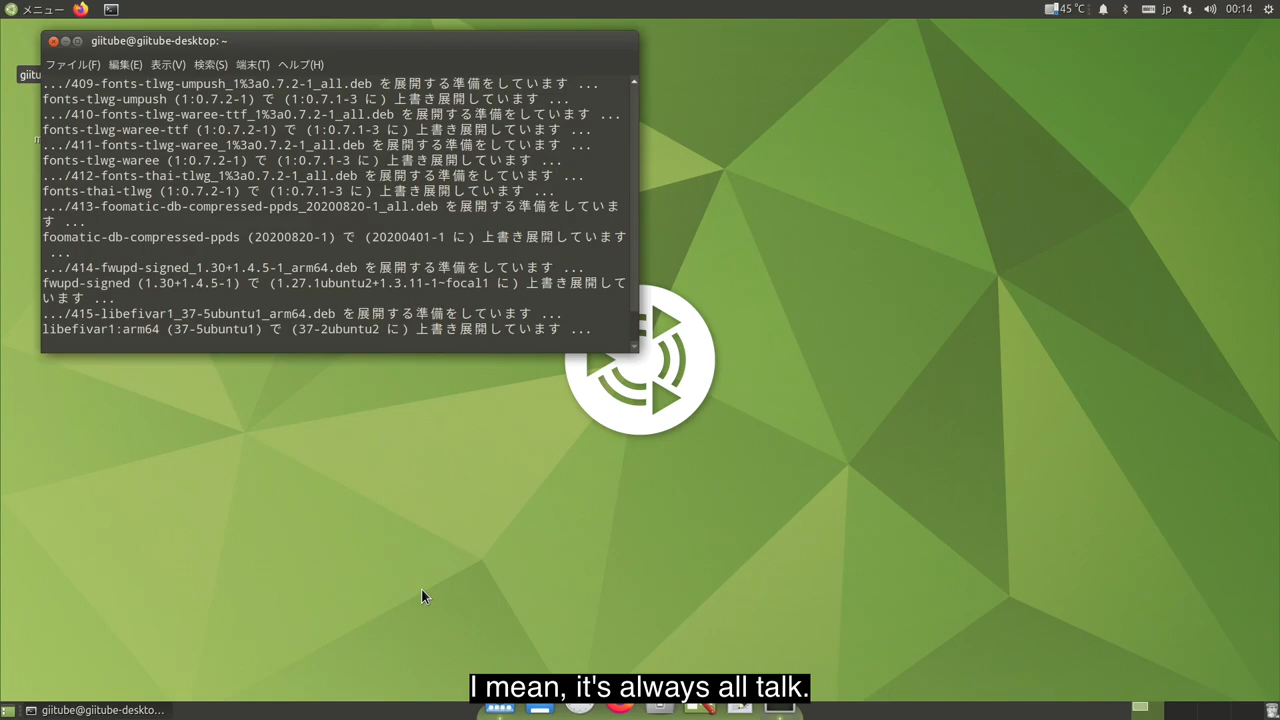 メニュー
45 ℃
jp
00:14
giitube@giitube-desktop: ~
giitu
ファイル(F) 編集(E) 表示(V) 検索(S) 端末(T) ヘルプ(H)
.../409-fonts-tlwg-umpush_1%3a0.7.2-1_all.deb を展開する準備をしています ...
fonts-tlwg-umpush (1:0.7.2-1) で (1:0.7.1-3 に) 上書き展開しています ...
.../410-fonts-tlwg-waree-ttf_1%3a0.7.2-1_all.deb を展開する準備をしています ...
fonts-tlwg-waree-ttf (1:0.7.2-1) で (1:0.7.1-3 に) 上書き展開しています ...
.../411-fonts-tlwg-waree_1%3a0.7.2-1_all.deb を展開する準備をしています ...
fonts-tlwg-waree (1:0.7.2-1) で (1:0.7.1-3 に) 上書き展開しています ...
.../412-fonts-thai-tlwg_1%3a0.7.2-1_all.deb を展開する準備をしています ...
fonts-thai-tlwg (1:0.7.2-1) で (1:0.7.1-3 に) 上書き展開しています ...
.../413-foomatic-db-compressed-ppds_20200820-1_all.deb を展開する準備をしていま
す ...
foomatic-db-compressed-ppds (20200820-1) で (20200401-1 に) 上書き展開しています
...
.../414-fwupd-signed_1.30+1.4.5-1_arm64.deb を展開する準備をしています ...
fwupd-signed (1.30+1.4.5-1) で (1.27.1ubuntu2+1.3.11-1~focal1 に) 上書き展開して
います ...
.../415-libefivar1_37-5ubuntu1_arm64.deb を展開する準備をしています ...
libefivar1:arm64 (37-5ubuntu1) で (37-2ubuntu2 に) 上書き展開しています ...
I mean, it's always all talk.
giitube@giitube-deskto...